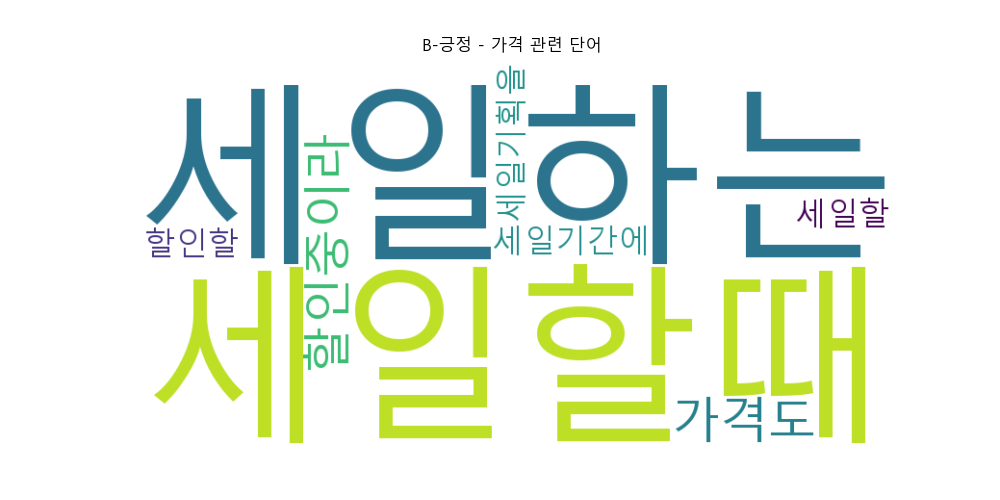 B-긍정 - 가격 관련 단어
세일하는
세일기획을
할인중이라
세일할
할인할
세일기간에
세일할때
가격도